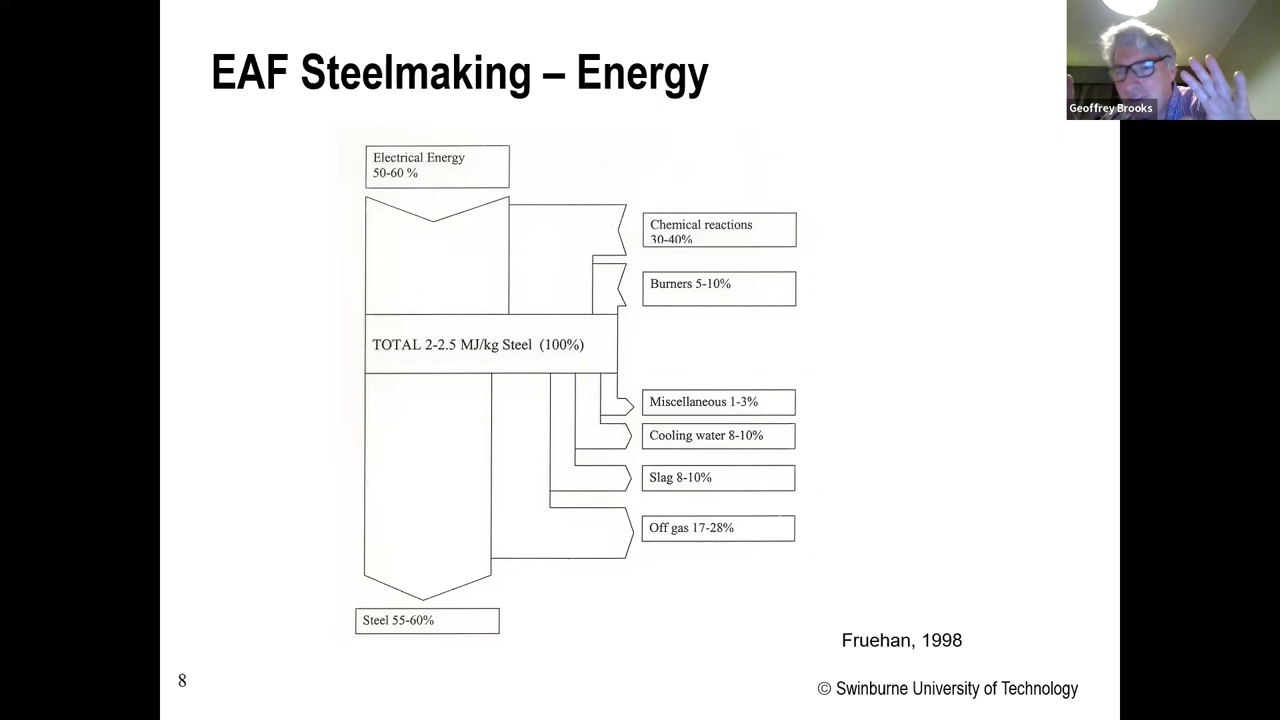 EAF Steelmaking – Energy
Geoffrey Brooks
Electrical Energy
50-60 %
Chemical reactions
30-40%
Burners 5-10%
TOTAL 2-2.5 MJ/kg Steel (100%)
Miscellaneous 1-3%
Cooling water 8-10%
Slag 8-10%
Off gas 17-28%
Steel 55-60%
Fruehan, 1998
8
© Swinburne University of Technology